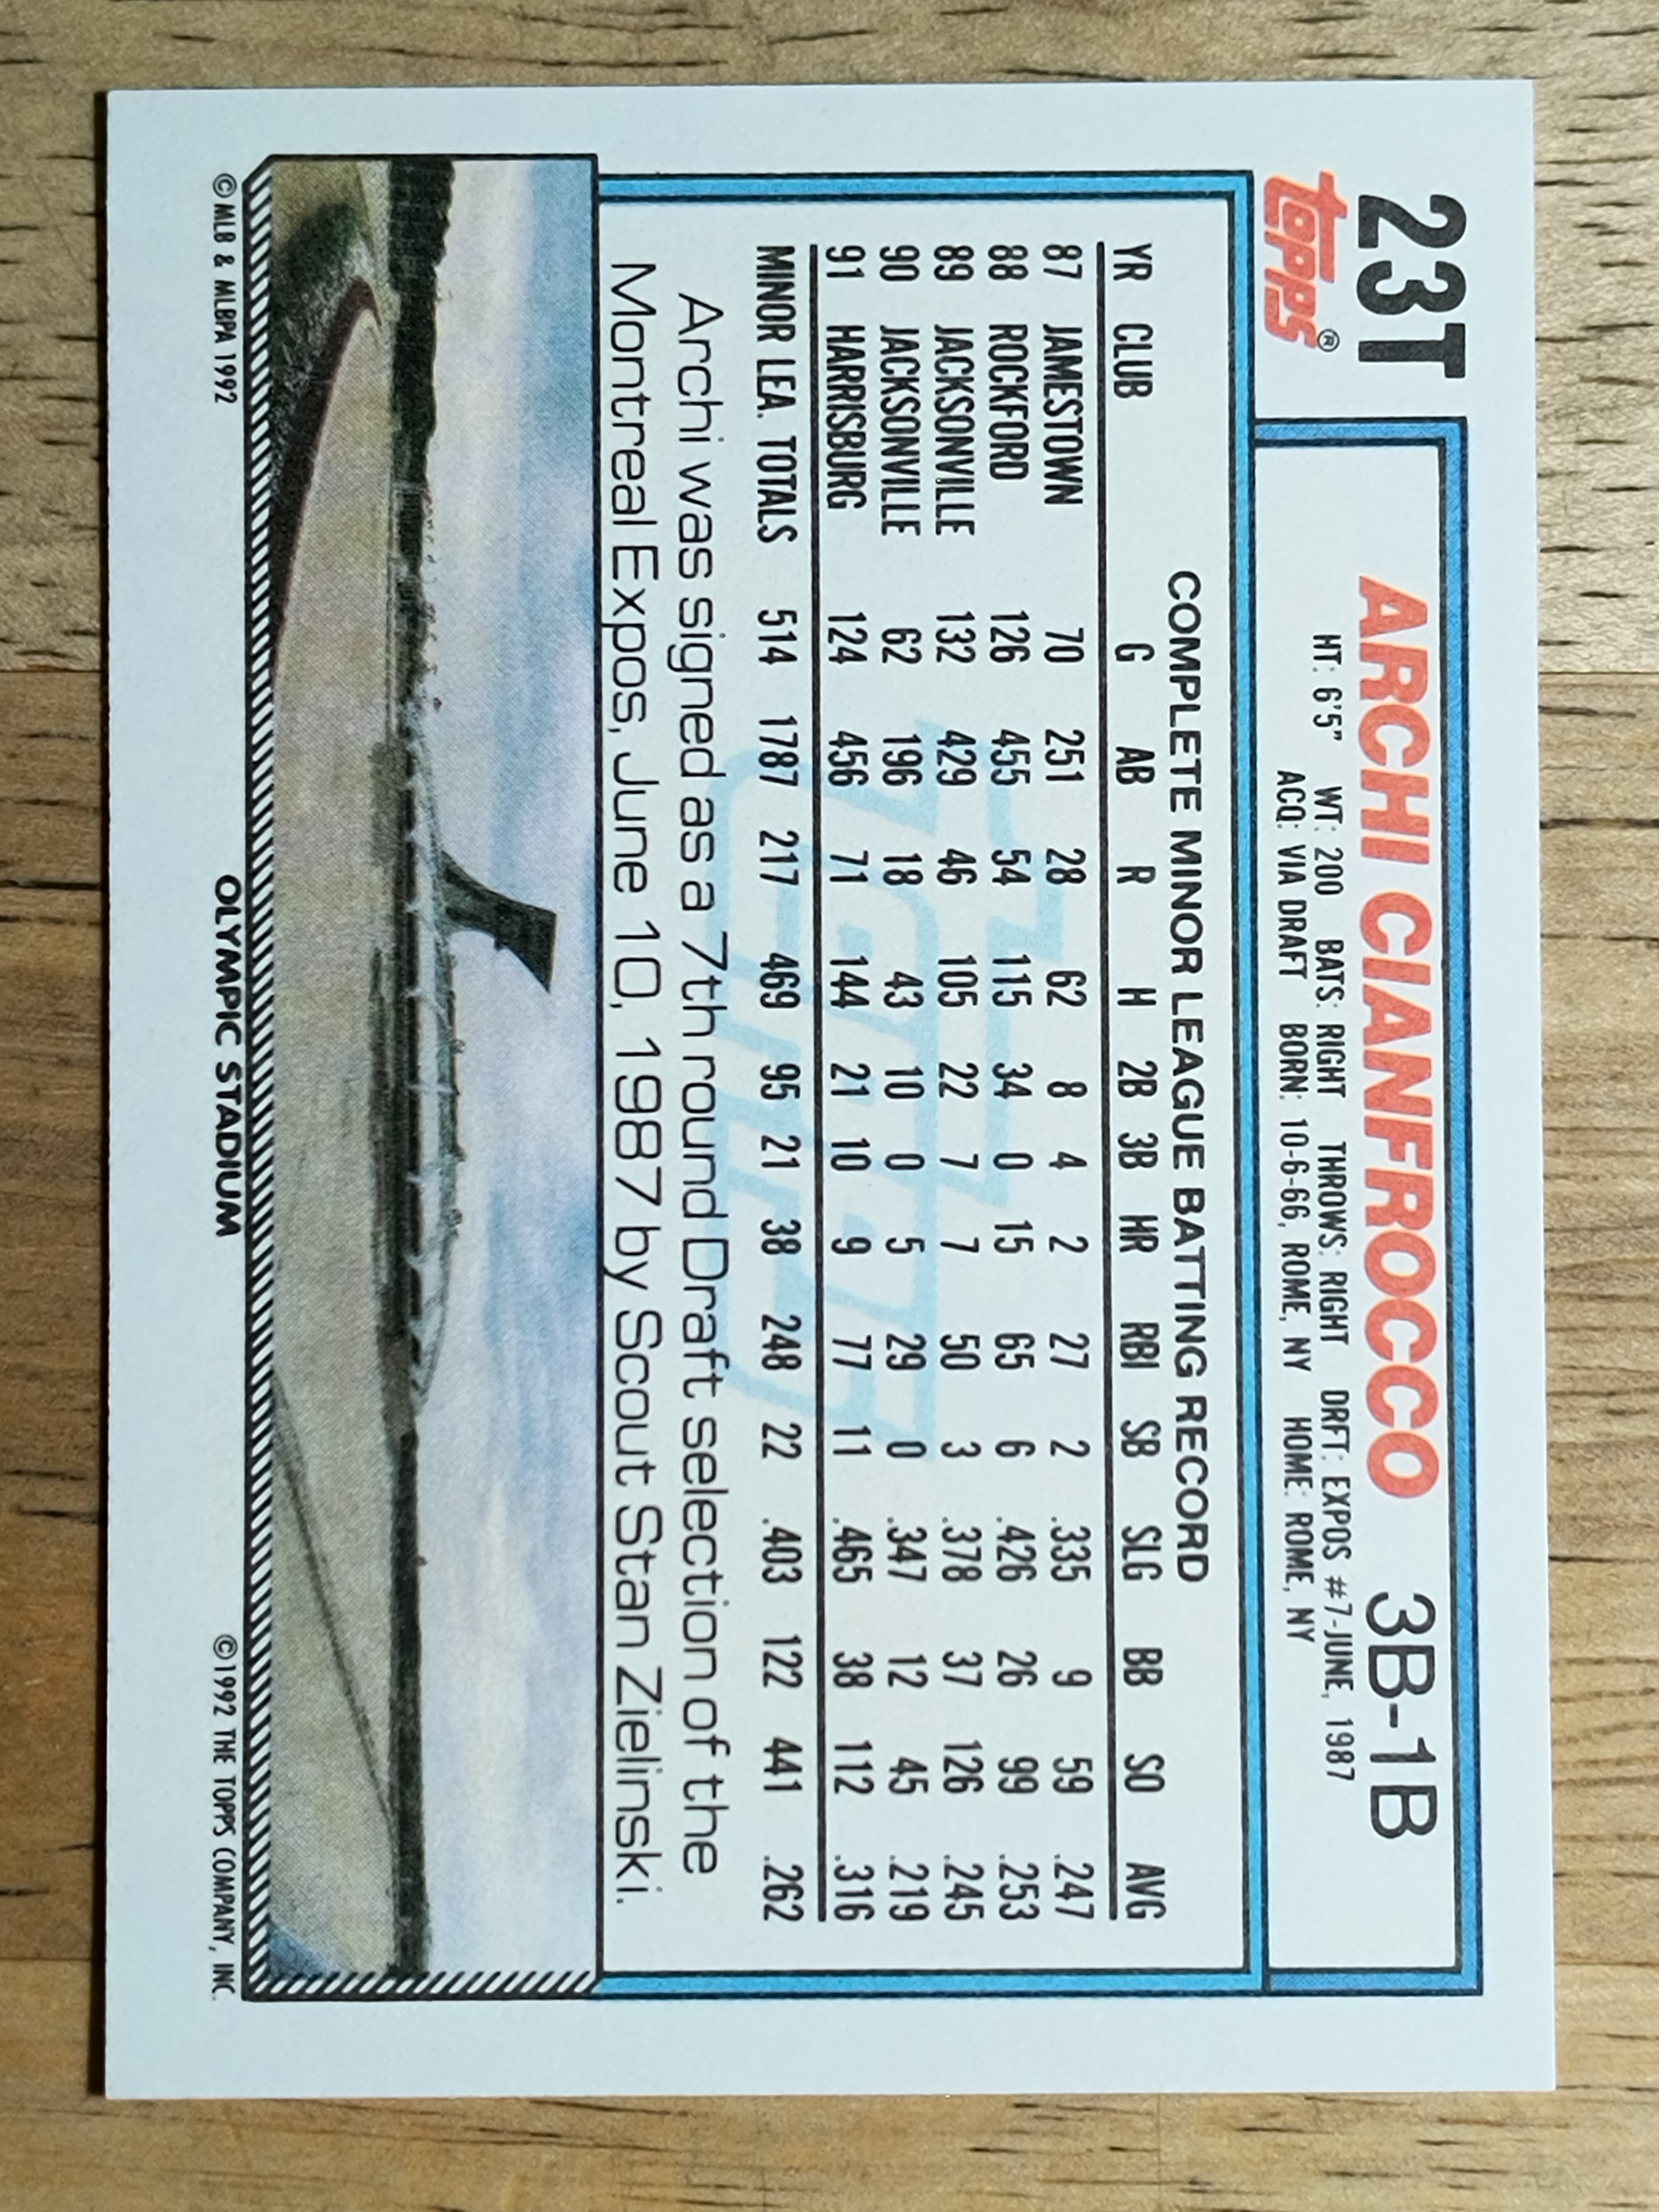 23T ARCHI CIANFROCCO 3B-1B
topps®
HT: 6'5" WT: 200 BATS: RIGHT THROWS: RIGHT DRFT: EXPOS #7-JUNE, 1987
ACQ: VIA DRAFT BORN: 10-6-66, ROME, NY HOME: ROME, NY
COMPLETE MINOR LEAGUE BATTING RECORD
YR CLUB G AB R H 2B 3B HR RBI SB SLG BB SO AVG
87 JAMESTOWN 70 251 28 62 8 4 2 27 2 .335 9 59 .247
88 ROCKFORD 126 455 54 115 34 0 15 65 6 .426 26 99 .253
89 JACKSONVILLE 132 429 46 105 22 7 7 50 3 .378 37 126 .245
90 JACKSONVILLE 62 196 18 43 10 0 5 29 0 .347 12 45 .219
91 HARRISBURG 124 456 71 144 21 10 9 77 11 .465 38 112 .316
MINOR LEA. TOTALS 514 1787 217 469 95 21 38 248 22 .403 122 441 .262
Archi was signed as a 7th round Draft selection of the
Montreal Expos, June 10, 1987 by Scout Stan Zielinski.
© MLB & MLBPA 1992 OLYMPIC STADIUM ©1992 THE TOPPS COMPANY, INC.